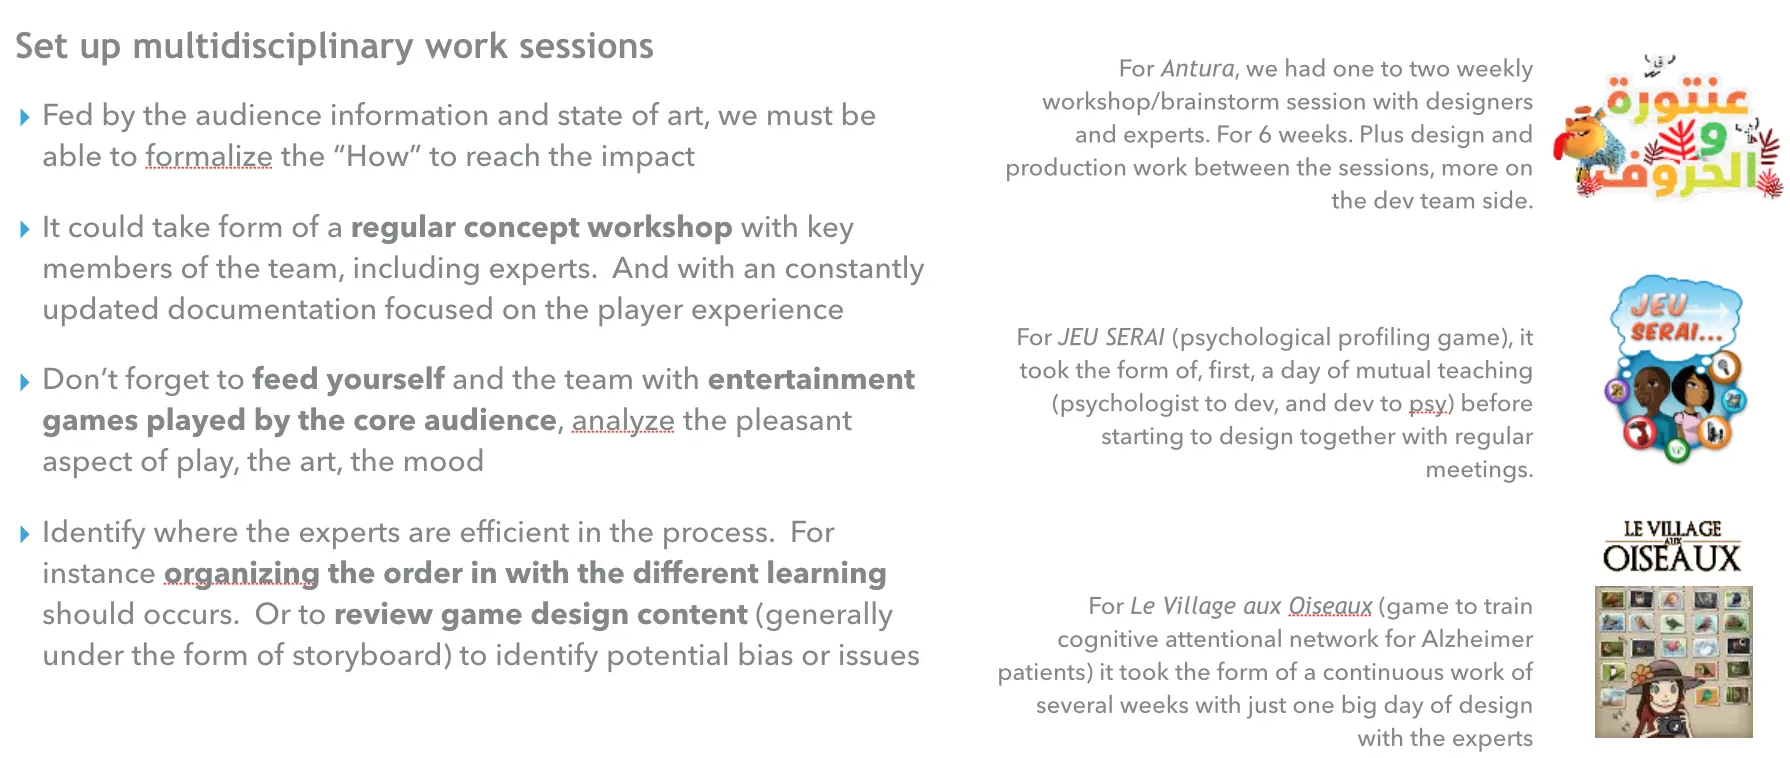 Set up multidisciplinary work sessions
Fed by the audience information and state of art, we must be
able to formalize the “How” to reach the impact
It could take form of a regular concept workshop with key
members of the team, including experts.  And with an constantly
updated documentation focused on the player experience
Don’t forget to feed yourself and the team with entertainment
games played by the core audience, analyze the pleasant
aspect of play, the art, the mood
Identify where the experts are efficient in the process.  For
instance organizing the order in with the different learning
should occurs.  Or to review game design content (generally
under the form of storyboard) to identify potential bias or issues
For Antura, we had one to two weekly
workshop/brainstorm session with designers
and experts. For 6 weeks. Plus design and
production work between the sessions, more on
the dev team side.
عنتورة
و
الحروف
For JEU SERAI (psychological profiling game), it
took the form of, first, a day of mutual teaching
(psychologist to dev, and dev to psy) before
starting to design together with regular
meetings.
JEU
SERAI...
For Le Village aux Oiseaux (game to train
cognitive attentional network for Alzheimer
patients) it took the form of a continuous work of
several weeks with just one big day of design
with the experts
LE VILLAGE
AUX
OISEAUX